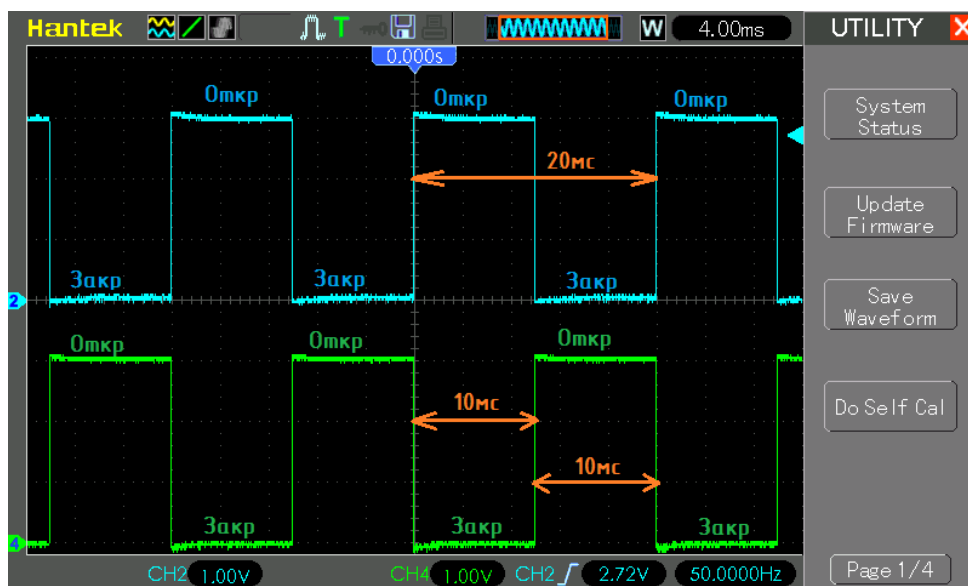 Hantek T W 4.00ms UTILITY X
0.000s
Откр Откр Откр
System
Status
20мс
Update
Firmware
Закр Закр Закр
2
Save
Waveform
Откр Откр Откр
10мс
Do Self Cal
10мс
Закр Закр Закр
4
CH2 1.00V CH4 1.00V CH2 2.72V 50.0000Hz
Page 1/4